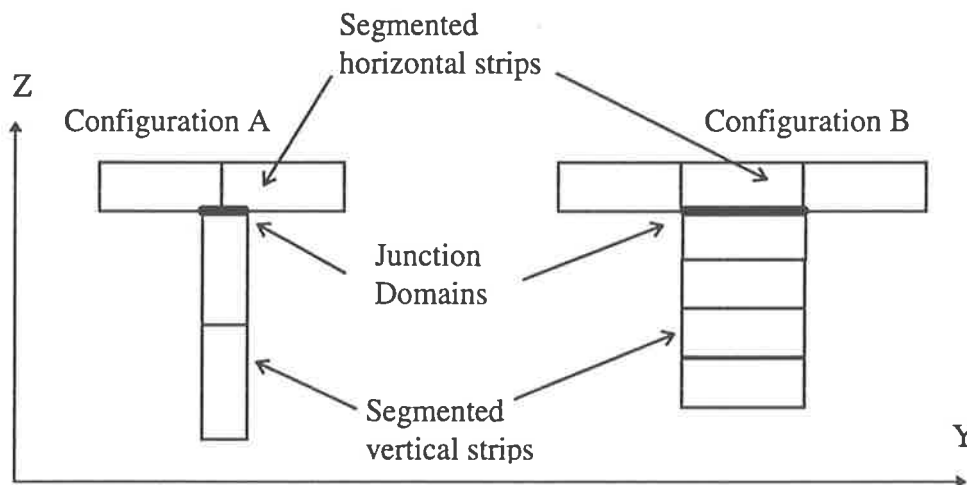 Segmented
horizontal strips
Z
Configuration A
Configuration B
Junction
Domains
Segmented
vertical strips
Y